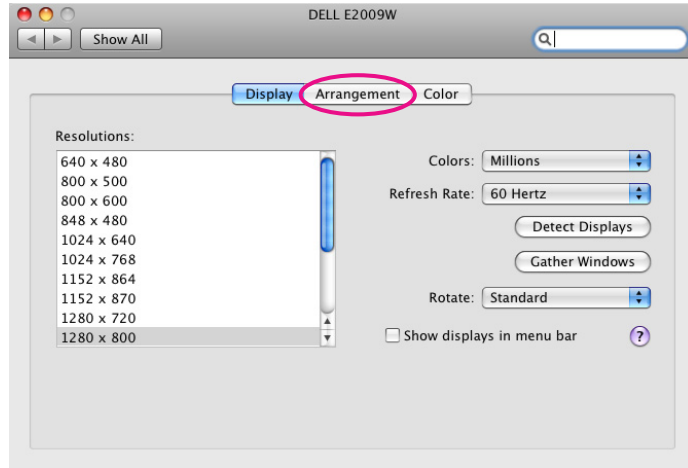 DELL E2009W
Show All
Display Arrangement Color
Resolutions:
640 x 480
800 x 500
800 x 600
848 x 480
1024 x 640
1024 x 768
1152 x 864
1152 x 870
1280 x 720
1280 x 800
Colors: Millions
Refresh Rate: 60 Hertz
Detect Displays
Gather Windows
Rotate: Standard
Show displays in menu bar ?